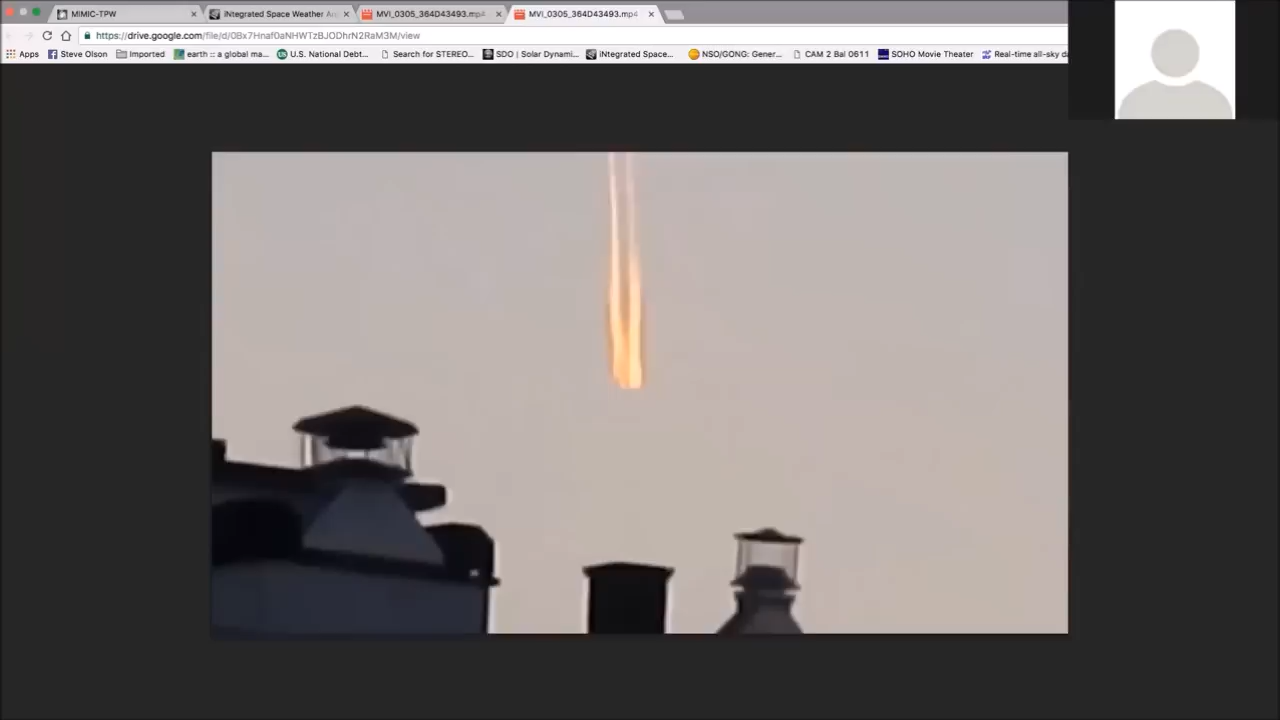 MIMIC-TPW
iNtegrated Space Weather An
MVI_0305_364D43493.mp4
MVI_0305_364D43493.mp4
https://drive.google.com/file/d/0Bx7Hnaf0aNHWTzBJODhrN2RaM3M/view
Apps
Steve Olson
Imported
earth :: a global ma...
U.S. National Debt...
Search for STEREO...
SDO | Solar Dynami...
iNtegrated Space...
NSO/GONG: Gener...
CAM 2 Bal 0611
SOHO Movie Theater
Real-time all-sky da